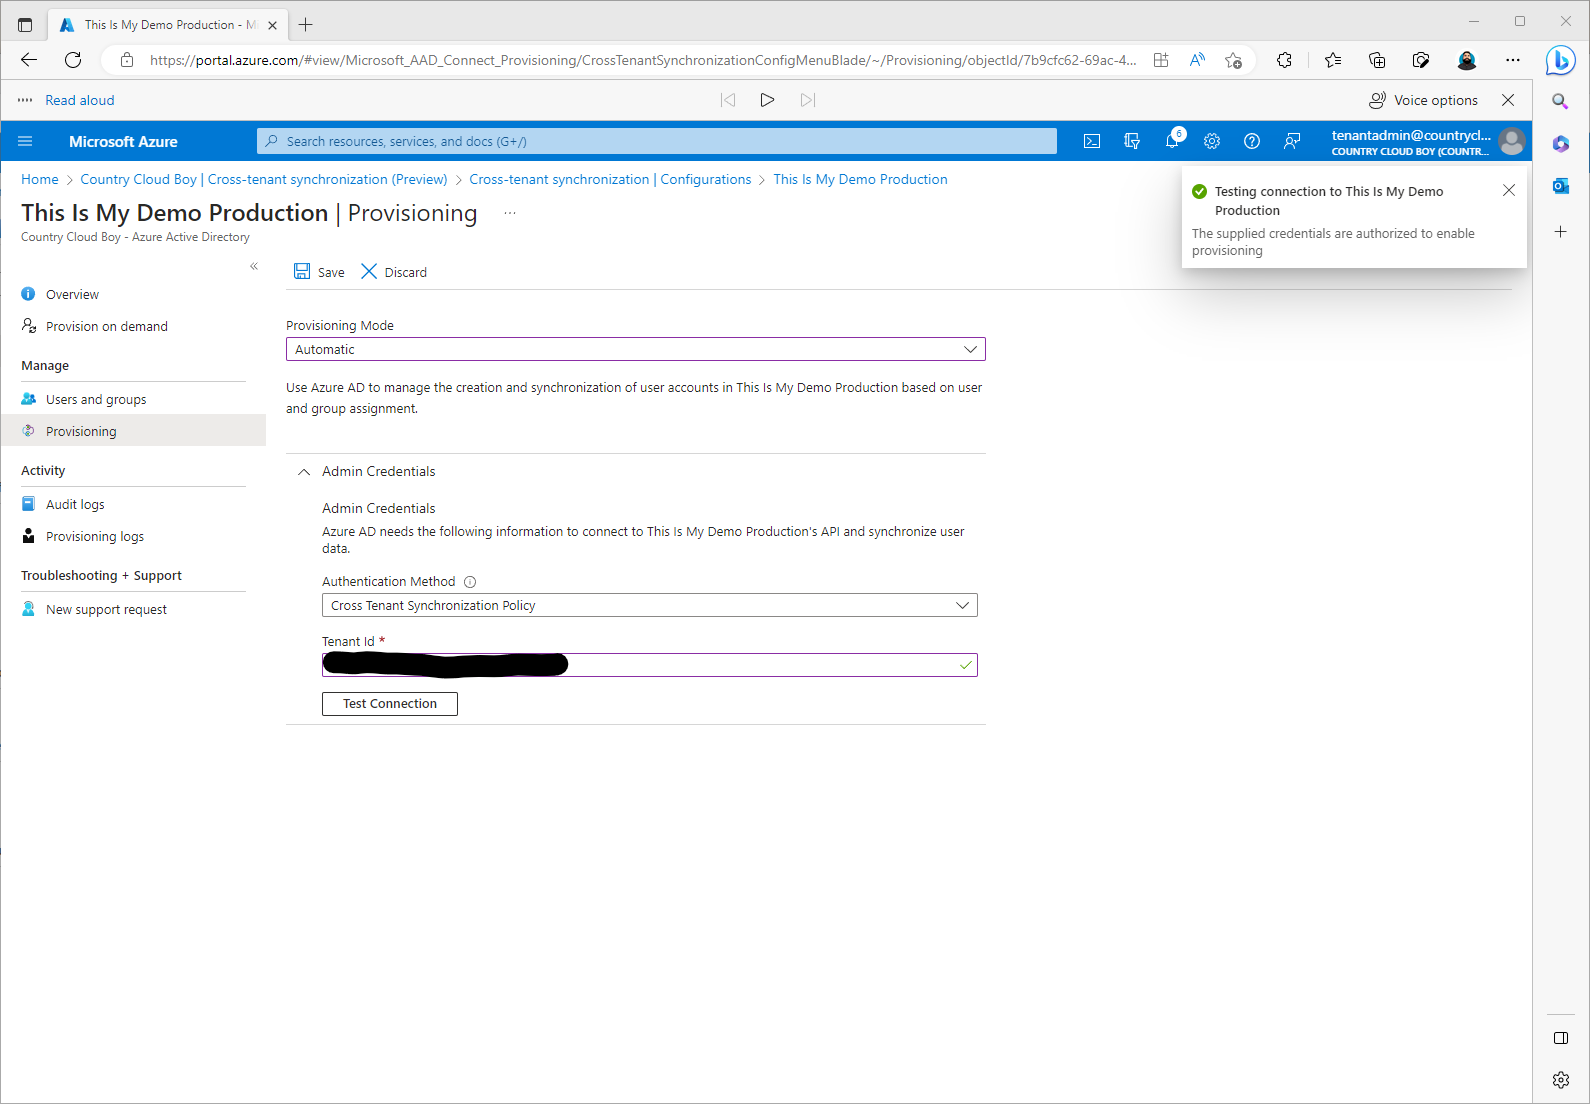 This Is My Demo Production - Mi
https://portal.azure.com/#view/Microsoft_AAD_Connect_Provisioning/CrossTenantSynchronizationConfigMenuBlade/~/Provisioning/objectId/7b9cfc62-69ac-4...
Read aloud
Voice options
Microsoft Azure
Search resources, services, and docs (G+/)
6
tenantadmin@countrycl...
COUNTRY CLOUD BOY (COUNTR...
Home > Country Cloud Boy | Cross-tenant synchronization (Preview) > Cross-tenant synchronization | Configurations > This Is My Demo Production
Testing connection to This Is My Demo
Production
The supplied credentials are authorized to enable
provisioning
This Is My Demo Production | Provisioning ...
Country Cloud Boy - Azure Active Directory
Save
Discard
Overview
Provision on demand
Manage
Users and groups
Provisioning
Activity
Audit logs
Provisioning logs
Troubleshooting + Support
New support request
Provisioning Mode
Automatic
Use Azure AD to manage the creation and synchronization of user accounts in This Is My Demo Production based on user
and group assignment.
Admin Credentials
Admin Credentials
Azure AD needs the following information to connect to This Is My Demo Production's API and synchronize user
data.
Authentication Method
Cross Tenant Synchronization Policy
Tenant Id *
Test Connection